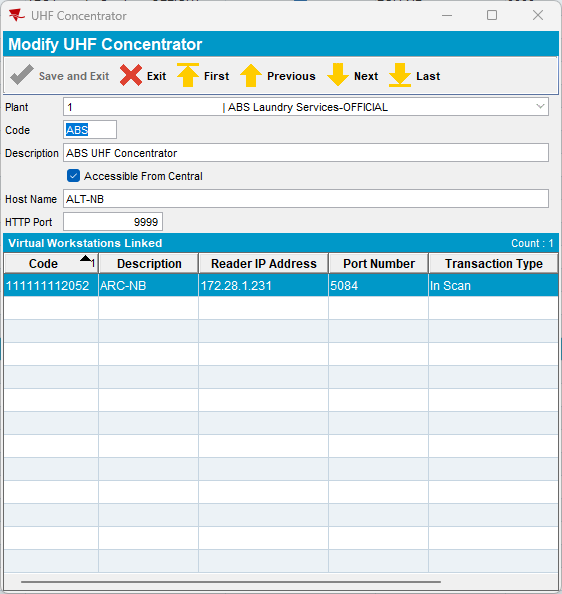 UHF Concentrator
Modify UHF Concentrator
Save and Exit Exit First Previous Next Last
Plant 1 | ABS Laundry Services-OFFICIAL
Code ABS
Description ABS UHF Concentrator
Accessible From Central
Host Name ALT-NB
HTTP Port 9999
Virtual Workstations Linked Count : 1
Code 1 Description Reader IP Address Port Number Transaction Type
111111112052 ARC-NB 172.28.1.231 5084 In Scan